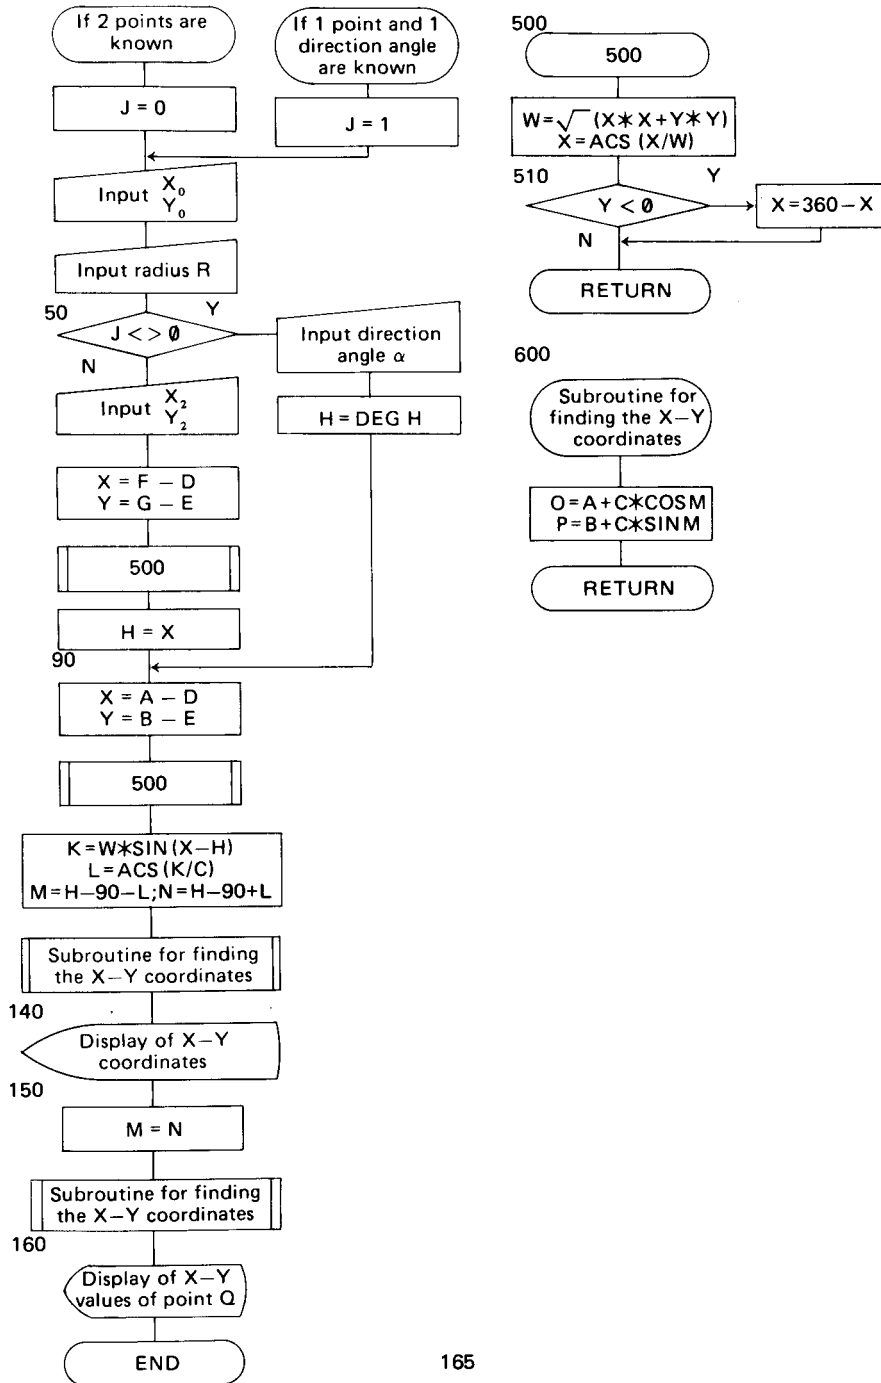 If 2 points are
known
If 1 point and 1
direction angle
are known
J = 0
J = 1
Input X₀
Y₀
Input radius R
50
J < > 0
Y
N
Input direction
angle α
Input X₂
Y₂
H = DEG H
X = F − D
Y = G − E
500
H = X
90
X = A − D
Y = B − E
500
K=W*SIN(X−H)
L=ACS(K/C)
M=H−90−L;N=H−90+L
Subroutine for finding
the X−Y coordinates
140
Display of X−Y
coordinates
150
M = N
Subroutine for finding
the X−Y coordinates
160
Display of X−Y
values of point Q
END
500
500
W=√ (X*X+Y*Y)
X=ACS (X/W)
510
Y
Y < 0
X=360−X
N
RETURN
600
Subroutine for
finding the X−Y
coordinates
O=A+C*COSM
P=B+C*SINM
RETURN
165